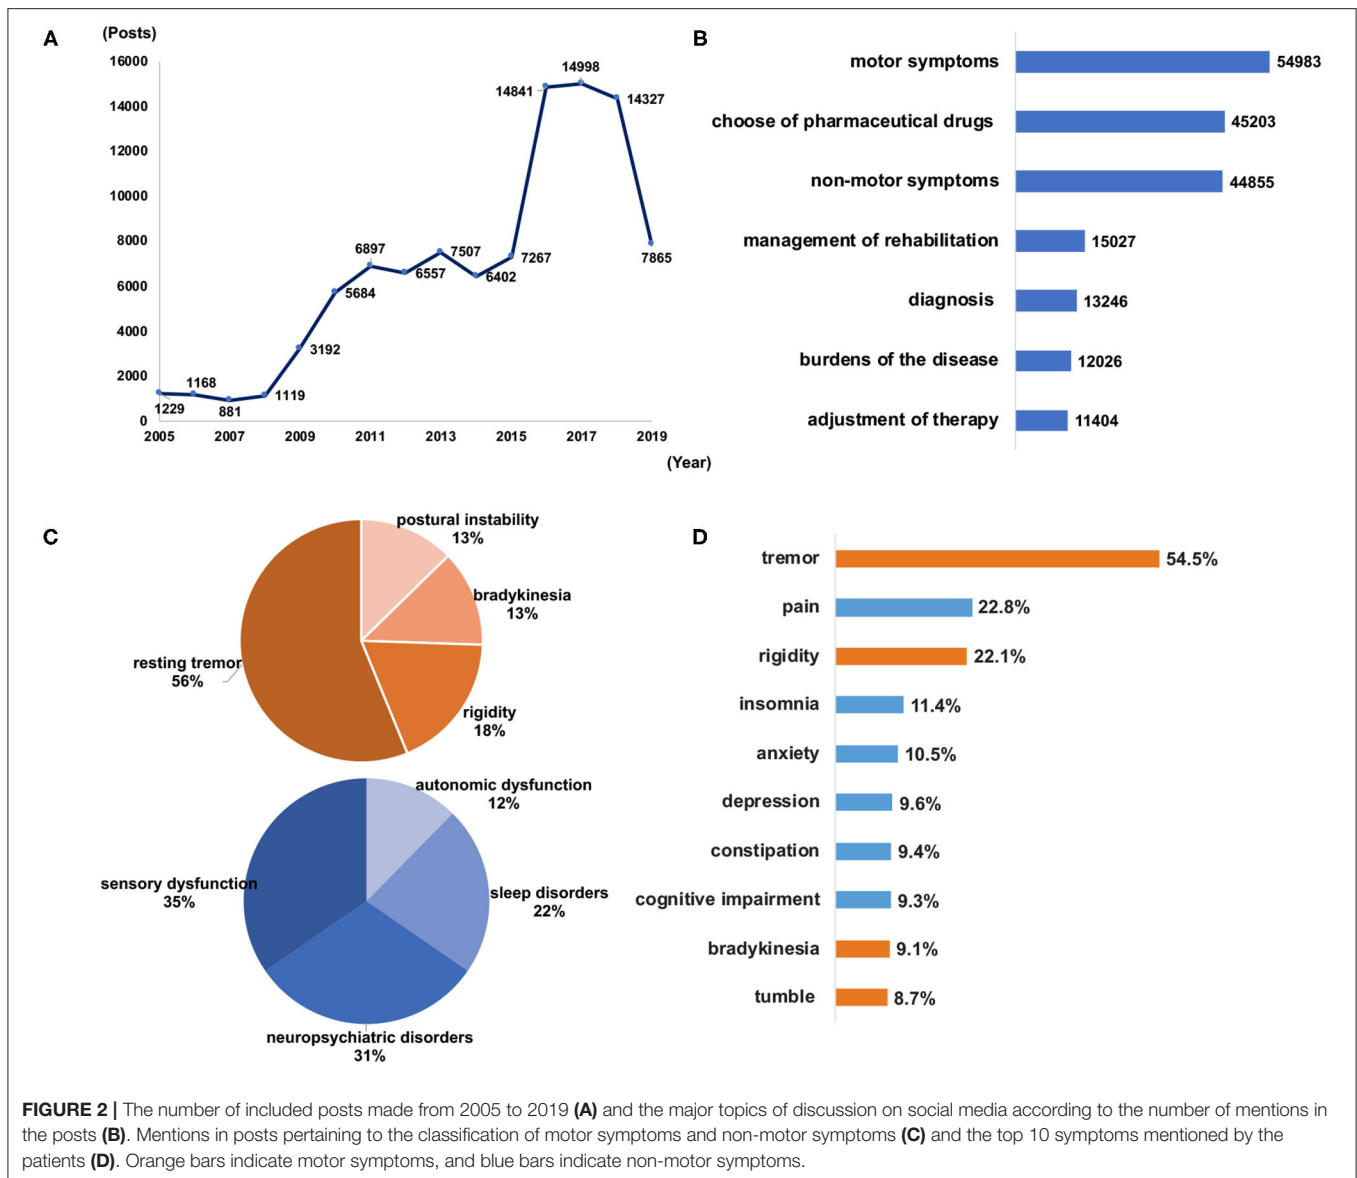 A
(Posts)
16000
14000
12000
10000
8000
6000
4000
2000
0
1229
1168
881
1119
3192
5684
6897
6557
7507
6402
7267
14841
14998
14327
7865
2005
2007
2009
2011
2013
2015
2017
2019
(Year)
B
motor symptoms
54983
choose of pharmaceutical drugs
45203
non-motor symptoms
44855
management of rehabilitation
15027
diagnosis
13246
burdens of the disease
12026
adjustment of therapy
11404
C
postural instability
13%
bradykinesia
13%
rigidity
18%
resting tremor
56%
autonomic dysfunction
12%
sleep disorders
22%
neuropsychiatric disorders
31%
sensory dysfunction
35%
D
tremor
54.5%
pain
22.8%
rigidity
22.1%
insomnia
11.4%
anxiety
10.5%
depression
9.6%
constipation
9.4%
cognitive impairment
9.3%
bradykinesia
9.1%
tumble
8.7%
FIGURE 2 | The number of included posts made from 2005 to 2019 (A) and the major topics of discussion on social media according to the number of mentions in
the posts (B). Mentions in posts pertaining to the classification of motor symptoms and non-motor symptoms (C) and the top 10 symptoms mentioned by the
patients (D). Orange bars indicate motor symptoms, and blue bars indicate non-motor symptoms.